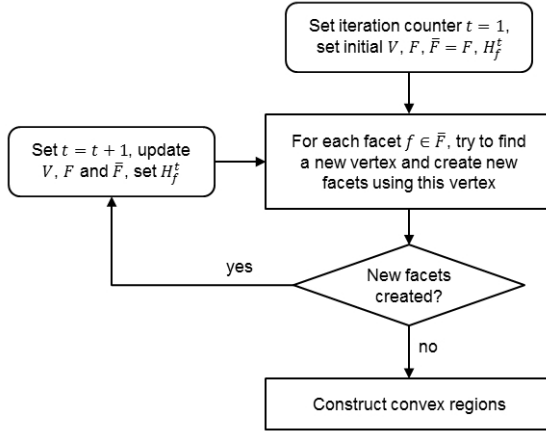 Set iteration counter t = 1,
set initial V, F, F̄ = F, H_f^t
For each facet f ∈ F̄, try to find
a new vertex and create new
facets using this vertex
Set t = t + 1, update
V, F and F̄, set H_f^t
yes
New facets
created?
no
Construct convex regions